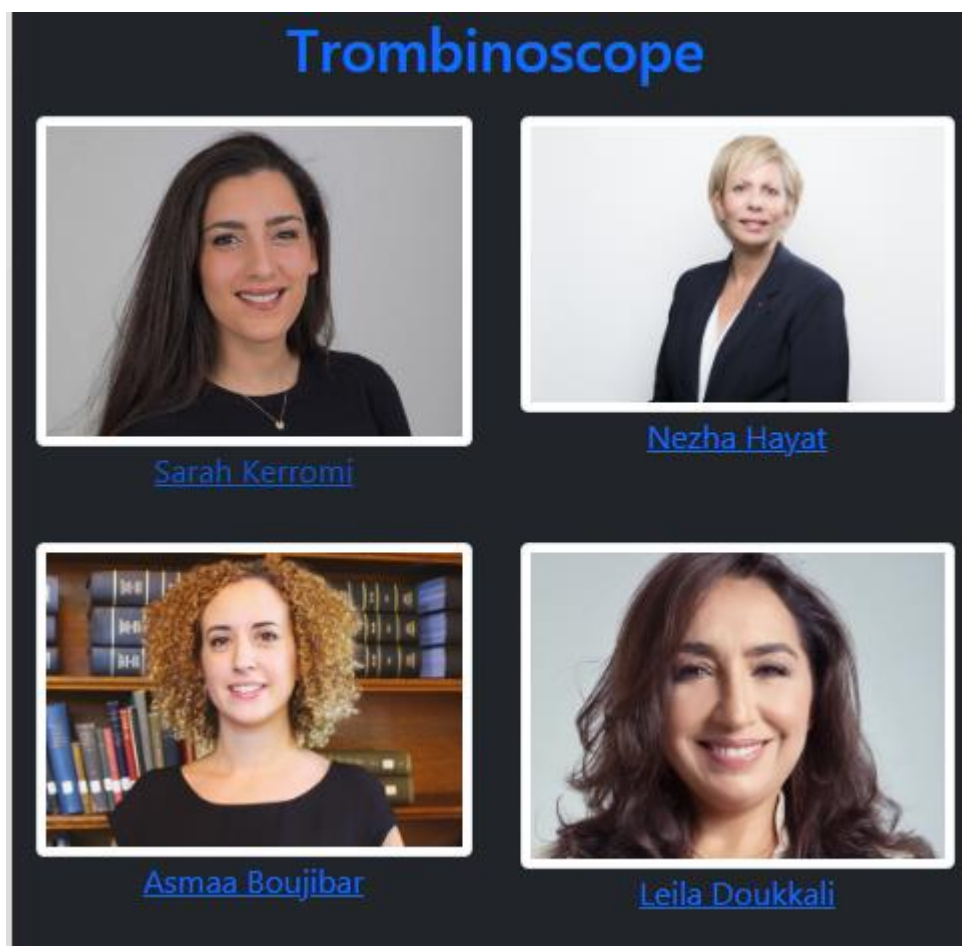 Trombinoscope
Sarah Kerromi
Nezha Hayat
Asmaa Boujibar
Leila Doukkali